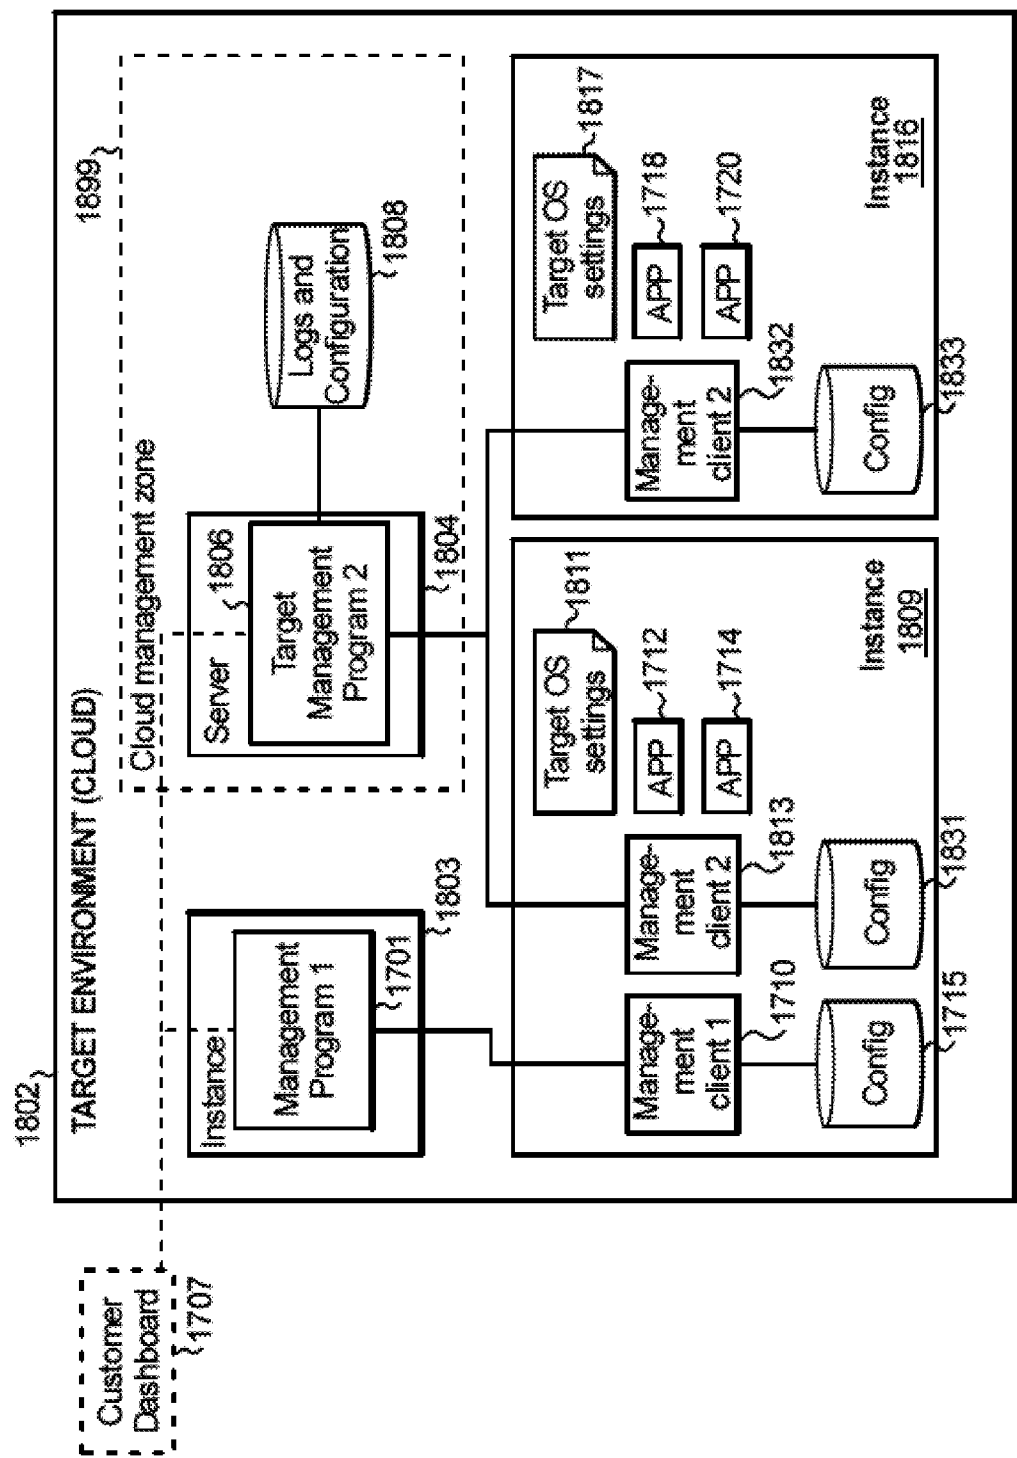 1802
TARGET ENVIRONMENT (CLOUD)
1899
Cloud management zone
Customer
Dashboard
1707
Instance
Management
Program 1
1701
1803
Server
1806
Target
Management
Program 2
1804
Logs and
Configuration
1808
Manage-
ment
client 1
1710
Config
1715
Manage-
ment
client 2
1813
Config
1831
Target OS
settings
1811
APP
1712
APP
1714
Instance
1809
Manage-
ment
client 2
1832
Config
1833
Target OS
settings
1817
APP
1718
APP
1720
Instance
1816